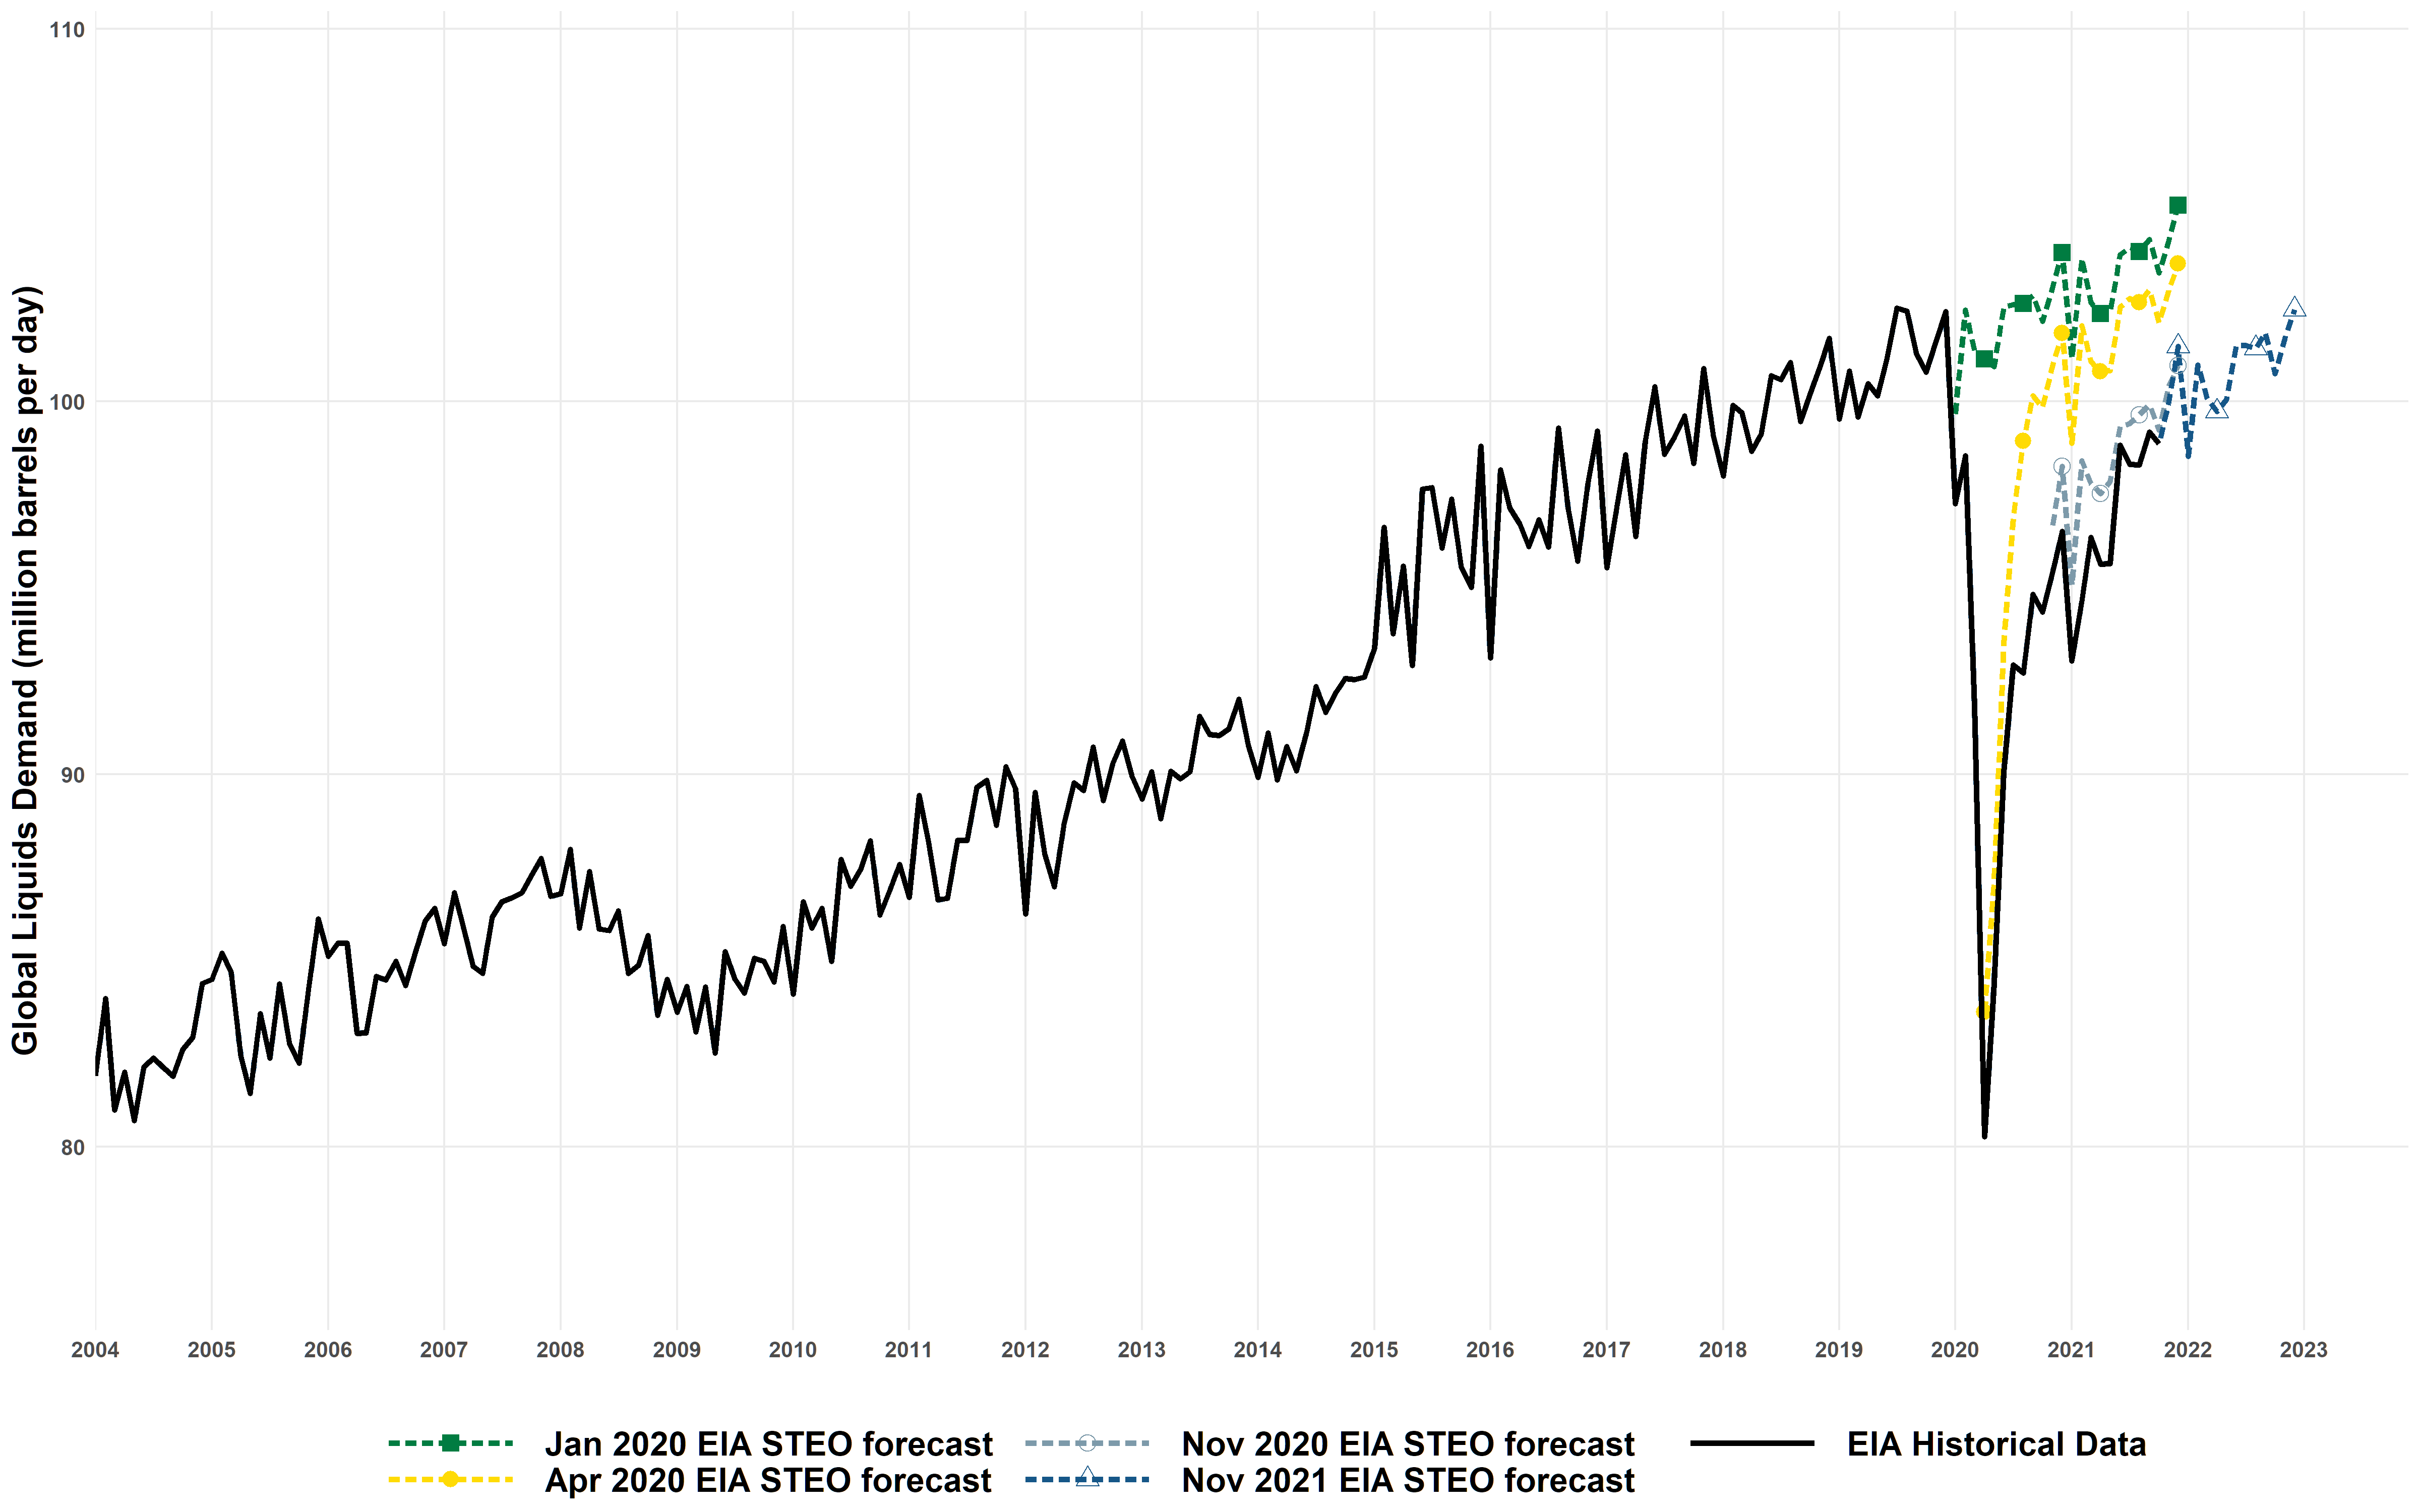 Global Liquids Demand (million barrels per day)
110
100
90
80
2004 2005 2006 2007 2008 2009 2010 2011 2012 2013 2014 2015 2016 2017 2018 2019 2020 2021 2022 2023
Jan 2020 EIA STEO forecast Nov 2020 EIA STEO forecast EIA Historical Data
Apr 2020 EIA STEO forecast Nov 2021 EIA STEO forecast